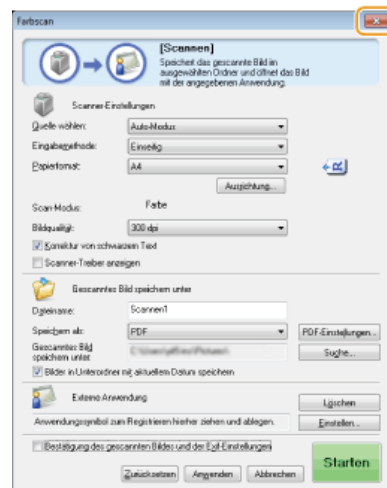 Farbscan
[Scannen]
Speichert das gescannte Bild im
ausgewählten Ordner und öffnet das Bild
mit der angegebenen Anwendung.
Scanner-Einstellungen
Quelle wählen: Auto-Modus
Eingabemethode: Einseitig
Papierformat: A4
Ausrichtung...
Scan-Modus: Farbe
Bildqualität: 300 dpi
Korrektur von schwarzem Text
Scanner-Treiber anzeigen
Gescanntes Bild speichern unter
Dateiname: Scannen1
Speichern als: PDF PDF-Einstellungen...
Gescanntes Bild
speichern unter: Suche...
Bilder in Unterordner mit aktuellem Datum speichern
Externe Anwendung
Löschen
Anwendungssymbol zum Registrieren hierher ziehen und ablegen. Einstellen...
Bestätigung des gescannten Bildes und der Exif-Einstellungen
Zurücksetzen Anwenden Abbrechen Starten